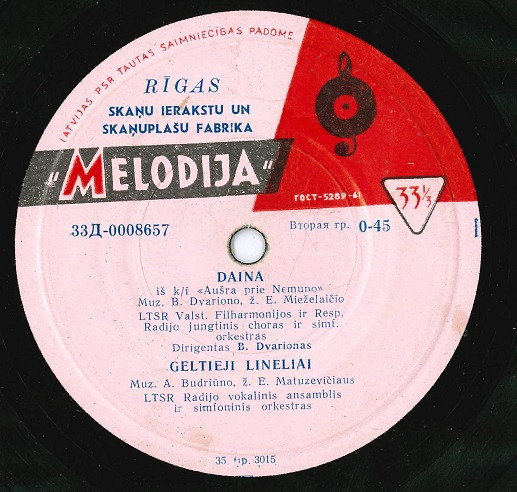 LATVIJAS PSR TAUTAS SAIMNIECĪBAS PADOME
RĪGAS
SKAŅU IERAKSTU UN
SKAŅUPLAŠU FABRIKA
"MELODIJA"
ГОСТ-5289-61
33⅓
33Д-0008657
Вторая гр. 0-45
DAINA
iš k/f «Aušra prie Nemuno»
Muz. B. Dvariono, ž. E. Mieželaičio
LTSR Valst. Filharmonijos ir Resp.
Radijo jungtinis choras ir simf.
orkestras
Dirigentas B. Dvarionas
GELTIEJI LINELIAI
Muz. A. Budriūno, ž. E. Matuzevičiaus
LTSR Radijo vokalinis ansamblis
ir simfoninis orkestras
35 tip. 3015